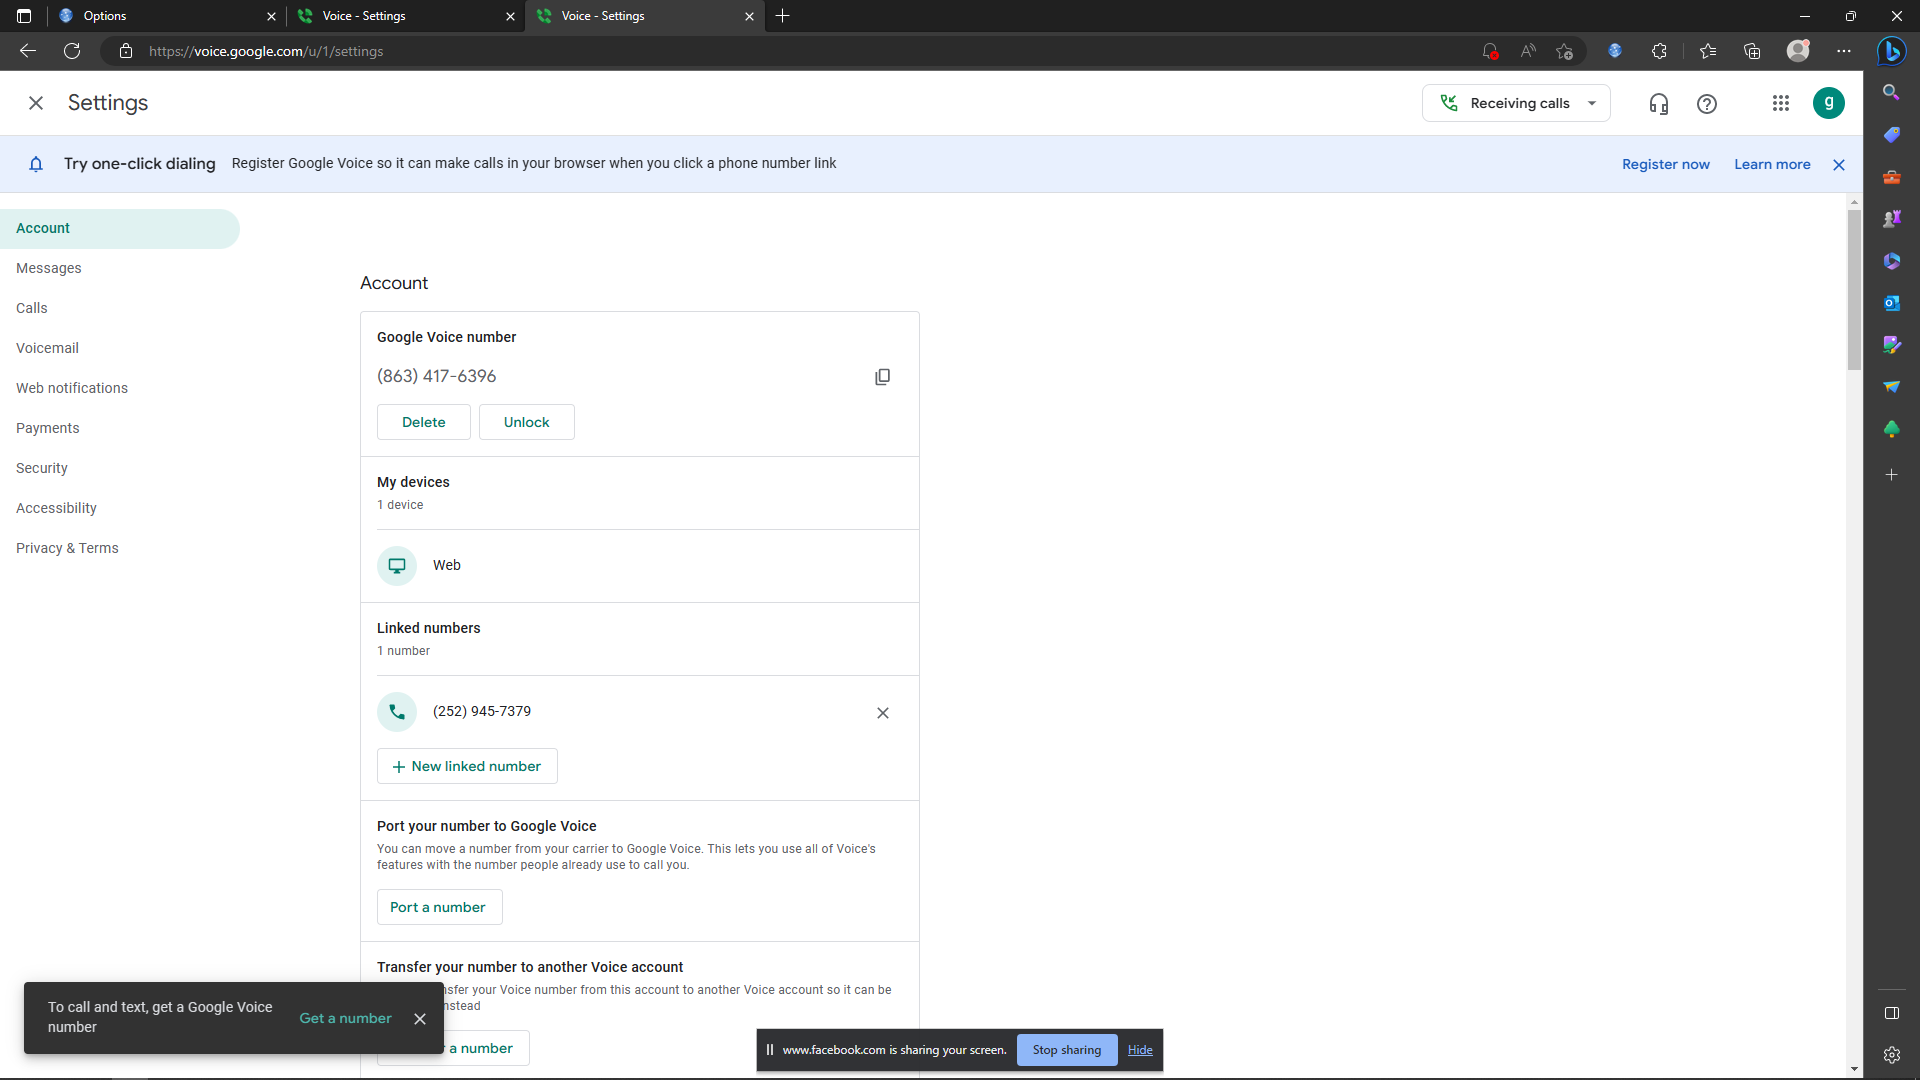 Options
Voice - Settings
Voice - Settings
https://voice.google.com/u/1/settings
Settings
Receiving calls
g
Try one-click dialing Register Google Voice so it can make calls in your browser when you click a phone number link
Register now Learn more
Account
Messages
Calls
Voicemail
Web notifications
Payments
Security
Accessibility
Privacy & Terms
Account
Google Voice number
(863) 417-6396
Delete Unlock
My devices
1 device
Web
Linked numbers
1 number
(252) 945-7379
+ New linked number
Port your number to Google Voice
You can move a number from your carrier to Google Voice. This lets you use all of Voice's
features with the number people already use to call you.
Port a number
Transfer your number to another Voice account
nsfer your Voice number from this account to another Voice account so it can be
nstead
r a number
To call and text, get a Google Voice
number
Get a number
www.facebook.com is sharing your screen. Stop sharing Hide